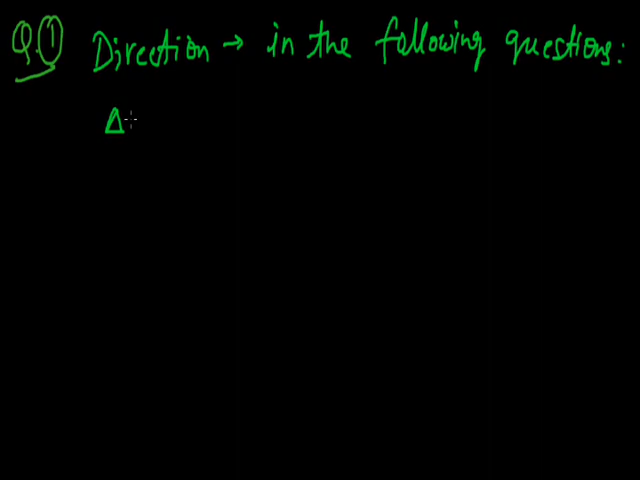 Q.① Direction → in the following questions:
Δ